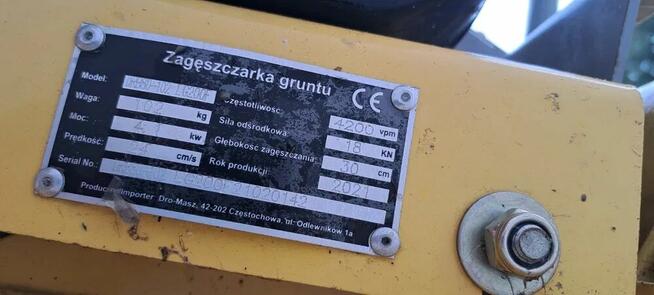 Zagęszczarka gruntu
CE
Model: Częstotliwość: 4200 vpm
Waga: 102 kg Siła odśrodkowa: 18 KN
Moc: 4,1 kw Głębokość zagęszczania: 30 cm
Prędkość: 24 cm/s Rok produkcji 2021
Serial No.:
Producent/importer Dro-Masz, 42-202 Częstochowa, ul: Odlewników 1a